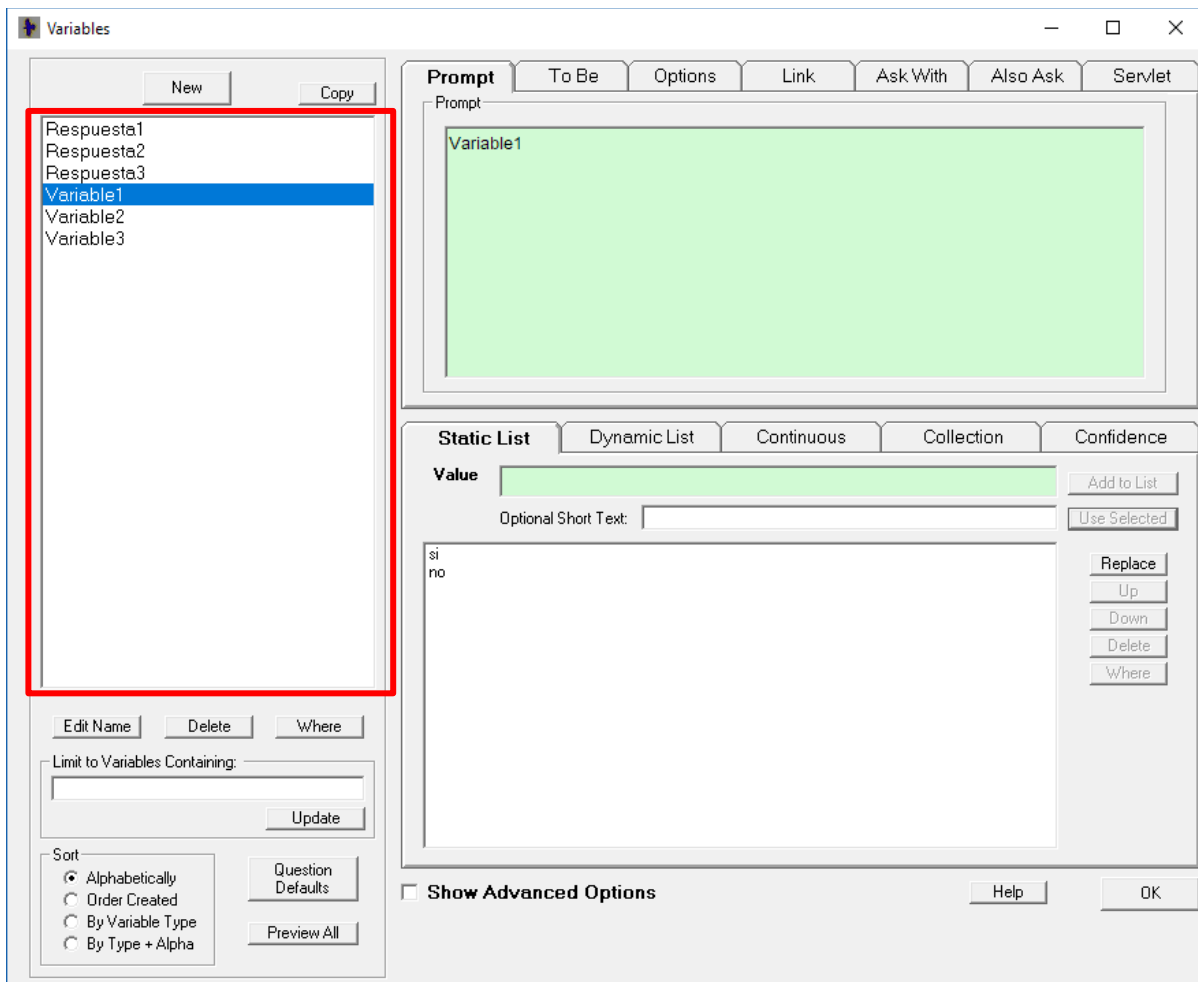 Variables
New
Copy
Respuesta1
Respuesta2
Respuesta3
Variable1
Variable2
Variable3
Edit Name
Delete
Where
Limit to Variables Containing:
Update
Sort
Alphabetically
Order Created
By Variable Type
By Type + Alpha
Question
Defaults
Preview All
Prompt
To Be
Options
Link
Ask With
Also Ask
Servlet
Prompt
Variable1
Static List
Dynamic List
Continuous
Collection
Confidence
Value
Add to List
Optional Short Text:
Use Selected
si
no
Replace
Up
Down
Delete
Where
Show Advanced Options
Help
OK